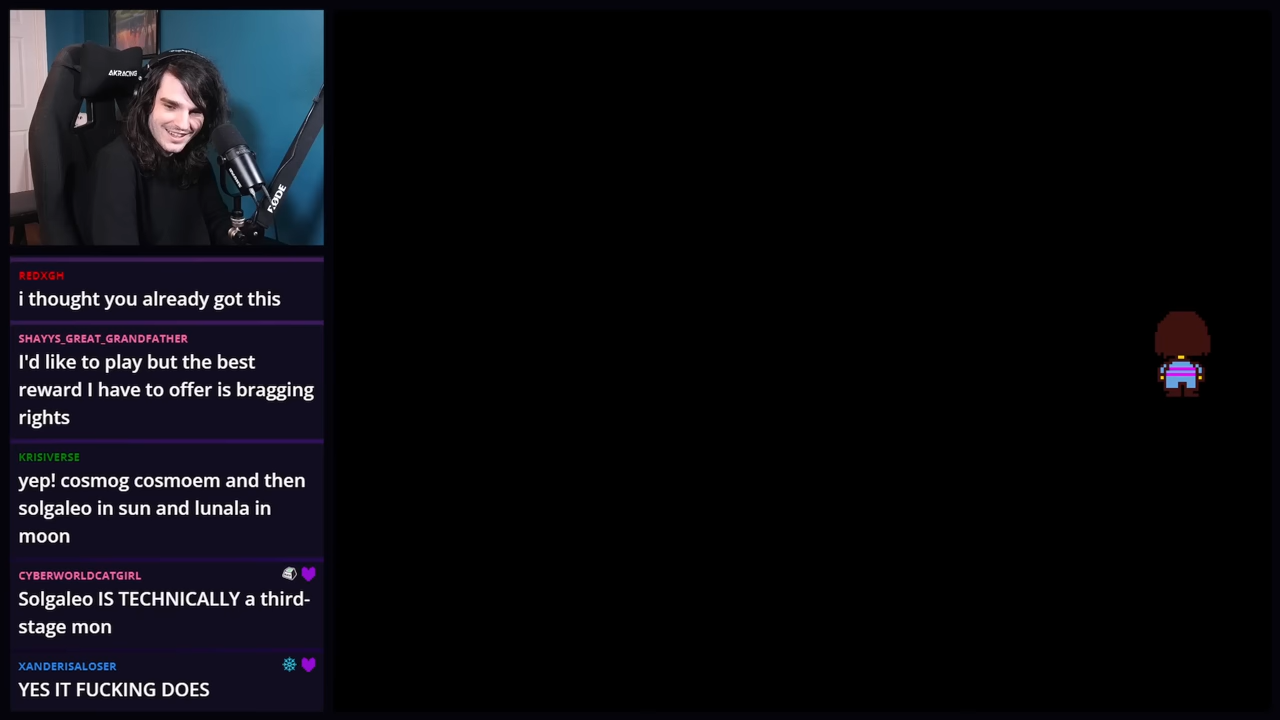 AKRACING
RØDE
REDXGH
i thought you already got this
SHAYYS_GREAT_GRANDFATHER
I'd like to play but the best
reward I have to offer is bragging
rights
KRISIVERSE
yep! cosmog cosmoem and then
solgaleo in sun and lunala in
moon
CYBERWORLDCATGIRL
Solgaleo IS TECHNICALLY a third-
stage mon
XANDERISALOSER
YES IT FUCKING DOES